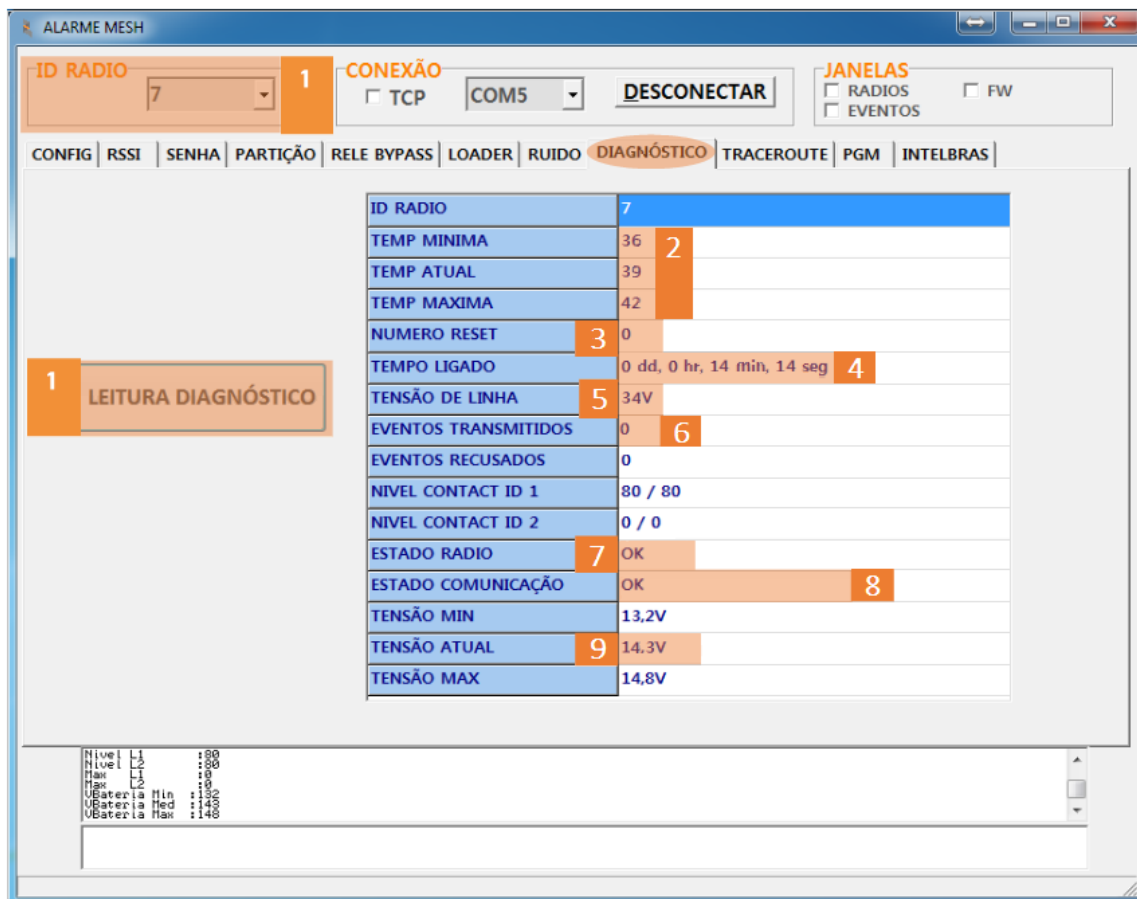 ALARME MESH
ID RADIO
7
1
CONEXÃO
TCP
COM5
DESCONECTAR
JANELAS
RADIOS
FW
EVENTOS
CONFIG RSSI SENHA PARTIÇÃO RELE BYPASS LOADER RUIDO DIAGNÓSTICO TRACEROUTE PGM INTELBRAS
1
LEITURA DIAGNÓSTICO
ID RADIO 7
TEMP MINIMA 36
2
TEMP ATUAL 39
TEMP MAXIMA 42
NUMERO RESET 3 0
TEMPO LIGADO 0 dd, 0 hr, 14 min, 14 seg 4
TENSÃO DE LINHA 5 34V
EVENTOS TRANSMITIDOS 0 6
EVENTOS RECUSADOS 0
NIVEL CONTACT ID 1 80 / 80
NIVEL CONTACT ID 2 0 / 0
ESTADO RADIO 7 OK
ESTADO COMUNICAÇÃO OK 8
TENSÃO MIN 13,2V
TENSÃO ATUAL 9 14,3V
TENSÃO MAX 14,8V
Nivel L1 :80
Nivel L2 :80
Max L1 :0
Max L2 :0
VBateria Min :132
VBateria Med :143
VBateria Max :148